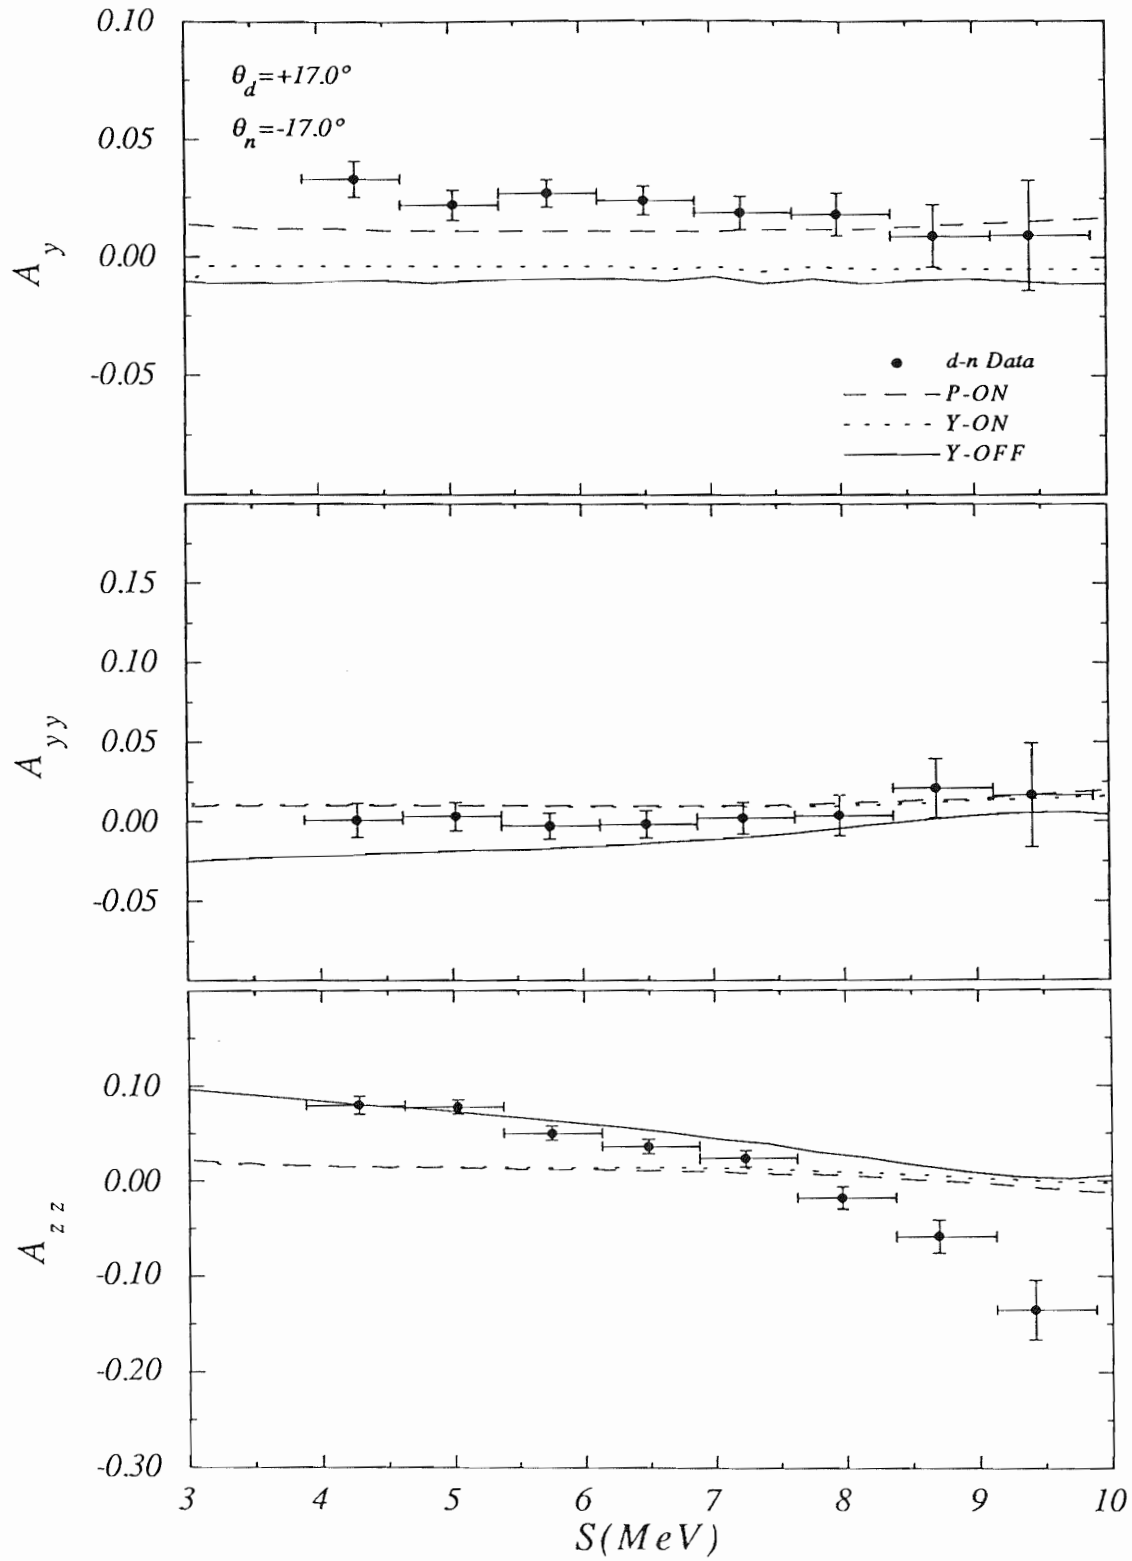 0.10
θd=+17.0°
θn=-17.0°
0.05
0.00
-0.05
Ay
d-n Data
P-ON
Y-ON
Y-OFF
0.15
0.10
0.05
0.00
-0.05
Ayy
0.10
0.00
-0.10
-0.20
-0.30
Azz
3 4 5 6 7 8 9 10
S(MeV)